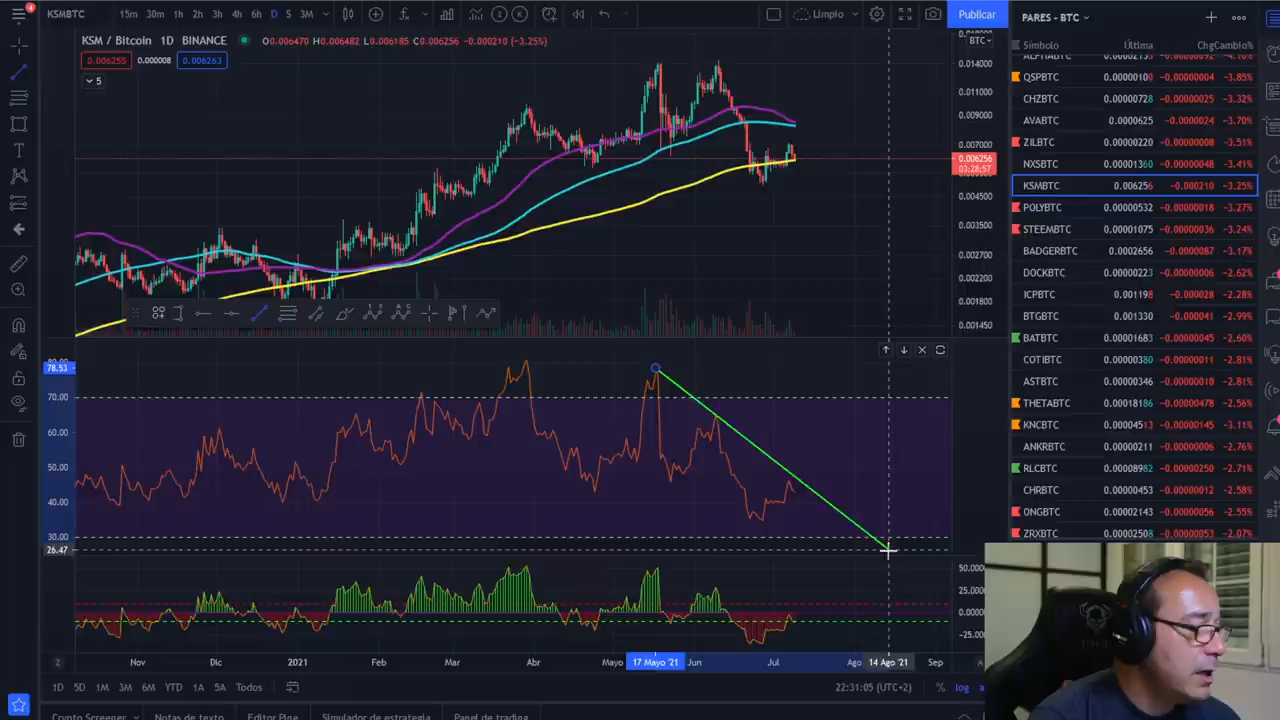 4
KSMBTC 15m 30m 1h 2h 3h 4h 6h D S 3M Limplo Publicar
KSM / Bitcoin 1D BINANCE O0.006470 H0.006482 L0.006185 C0.006256 −0.000210 (−3.25%)
0.006255 0.000008 0.006263
5
BTC
0.014000
0.011000
0.009000
0.007000
0.006256
03:28:57
0.004500
0.003500
0.002700
0.002200
0.001800
0.001450
80.00
78.53
70.00
60.00
50.00
40.00
30.00
26.47
50.0000
25.0000
0.00000
−25.000
Z Nov Dic 2021 Feb Mar Abr Mayo 17 Mayo '21 Jun Jul Ago 14 Ago '21 Sep
1D 5D 1M 3M 6M YTD 1A 5A Todos 22:31:05 (UTC+2) % log a
Crypto Screener Notas de texto Editor Pine Simulador de estrategia Panel de trading
PARES - BTC
Símbolo Última Chg Cambio%
ALPHABTC −4.10%
QSPBTC 0.00000100 −0.00000004 −3.85%
CHZBTC 0.00000728 −0.00000025 −3.32%
AVABTC 0.0000625 −0.0000024 −3.70%
ZILBTC 0.00000220 −0.00000008 −3.51%
NXSBTC 0.00001360 −0.00000048 −3.41%
KSMBTC 0.006256 −0.000210 −3.25%
POLYBTC 0.00000532 −0.00000018 −3.27%
STEEMBTC 0.00001075 −0.00000036 −3.24%
BADGERBTC 0.0002656 −0.0000087 −3.17%
DOCKBTC 0.00000223 −0.00000006 −2.62%
ICPBTC 0.001198 −0.000028 −2.28%
BTGBTC 0.001330 −0.00041 −2.99%
BATBTC 0.00001683 −0.00000045 −2.60%
COTIBTC 0.00000380 −0.00000011 −2.81%
ASTBTC 0.00000346 −0.00000010 −2.81%
THETABTC 0.00018186 −0.00000478 −2.56%
KNCBTC 0.00004513 −0.00000145 −3.11%
ANKRBTC 0.00000211 −0.00000006 −2.76%
RLCBTC 0.00008982 −0.00000250 −2.71%
CHRBTC 0.00000453 −0.00000012 −2.58%
ONGBTC 0.00002143 −0.00000056 −2.55%
ZRXBTC 0.00002508 −0.00000053 −2.07%